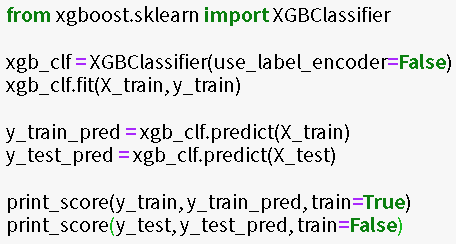 from xgboost.sklearn import XGBClassifier
xgb_clf = XGBClassifier(use_label_encoder=False)
xgb_clf.fit(X_train, y_train)
y_train_pred = xgb_clf.predict(X_train)
y_test_pred = xgb_clf.predict(X_test)
print_score(y_train, y_train_pred, train=True)
print_score(y_test, y_test_pred, train=False)